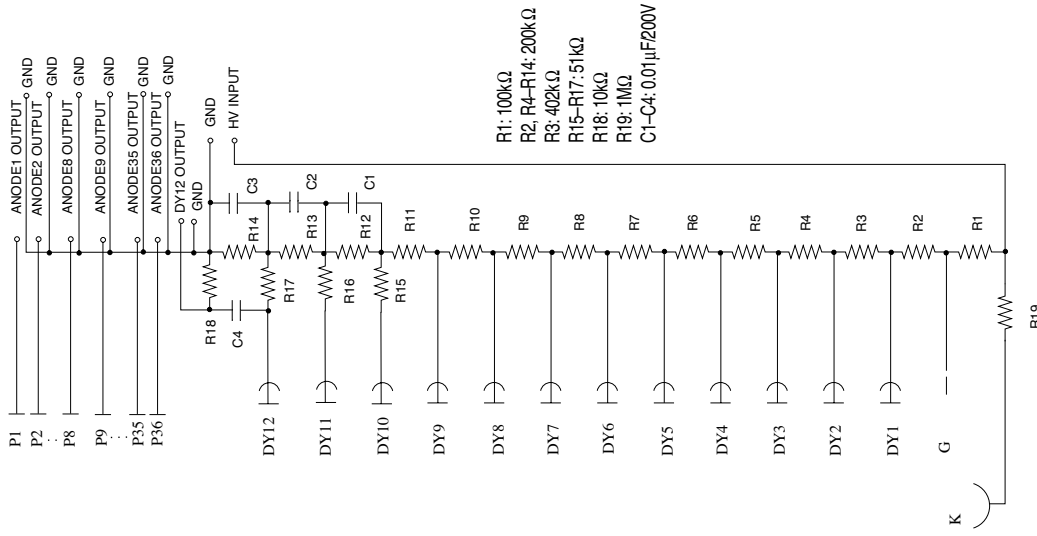 ANODE1 OUTPUT
GND
ANODE2 OUTPUT
GND
ANODE8 OUTPUT
GND
ANODE9 OUTPUT
GND
ANODE35 OUTPUT
GND
ANODE36 OUTPUT
GND
DY12 OUTPUT
GND
GND
HV INPUT
P1
P2
P8
P9
P35
P36
R18
C4
R17
R16
R15
R14
R13
R12
R11
R10
R9
R8
R7
R6
R5
R4
R3
R2
R1
R19
C3
C2
C1
DY12
DY11
DY10
DY9
DY8
DY7
DY6
DY5
DY4
DY3
DY2
DY1
G
K
R1: 100kΩ
R2, R4–R14: 200kΩ
R3: 402kΩ
R15–R17: 51kΩ
R18: 10kΩ
R19: 1MΩ
C1–C4: 0.01µF/200V